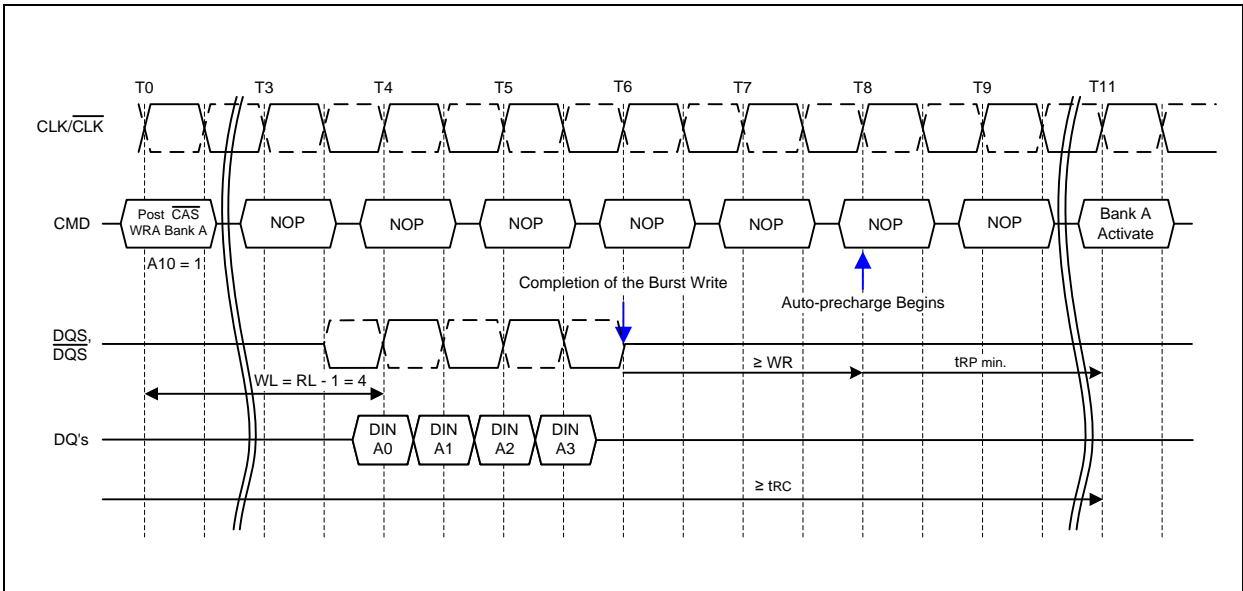 T0 T3 T4 T5 T6 T7 T8 T9 T11
CLK/CLK
CMD
Post CAS
WRA Bank A
NOP NOP NOP NOP NOP NOP NOP
Bank A
Activate
A10 = 1
Completion of the Burst Write
Auto-precharge Begins
DQS,
DQS
≥ WR
tRP min.
WL = RL - 1 = 4
DQ's
DIN
A0
DIN
A1
DIN
A2
DIN
A3
≥ tRC